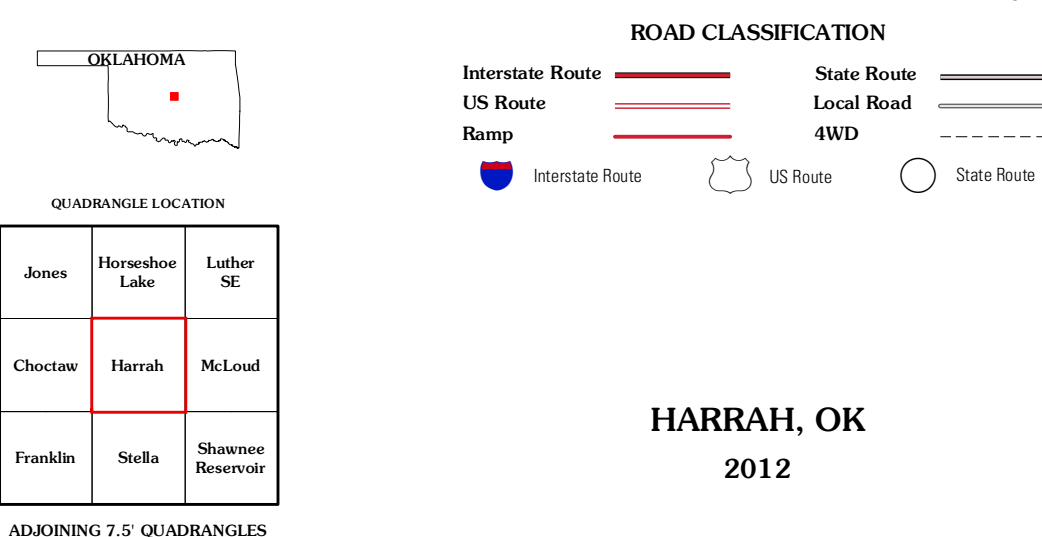 OKLAHOMA
QUADRANGLE LOCATION
Jones
Horseshoe
Lake
Luther
SE
Choctaw
Harrah
McLoud
Franklin
Stella
Shawnee
Reservoir
ADJOINING 7.5' QUADRANGLES
ROAD CLASSIFICATION
Interstate Route
State Route
US Route
Local Road
Ramp
4WD
Interstate Route
US Route
State Route
HARRAH, OK
2012